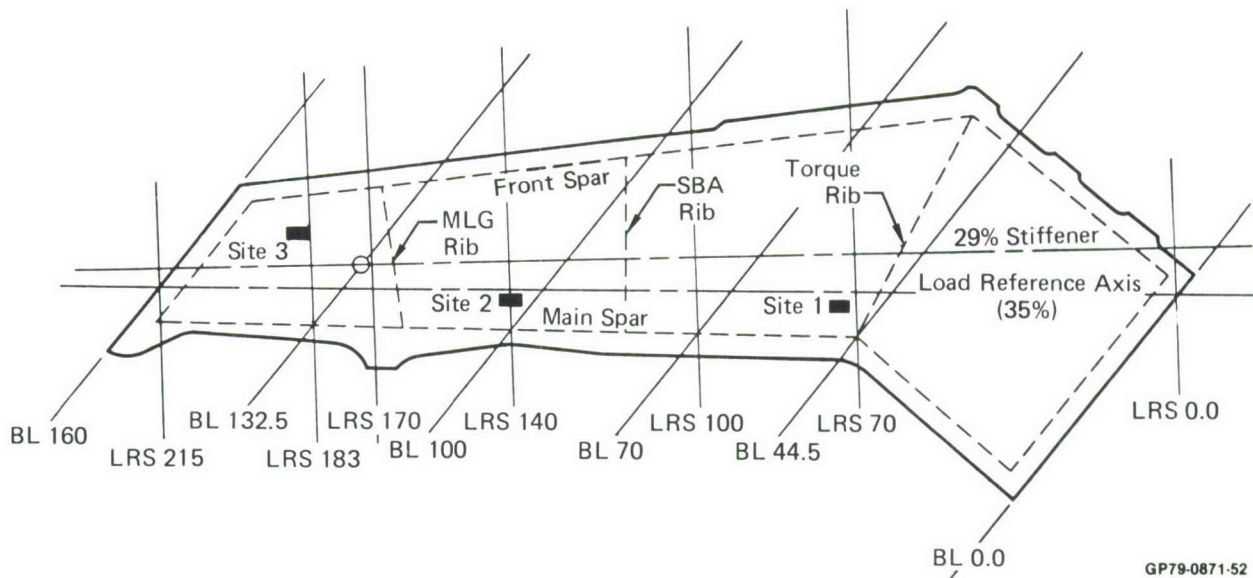 Front Spar
SBA
Rib
Torque
Rib
MLG
Rib
29% Stiffener
Site 3
Load Reference Axis
(35%)
Site 2
Site 1
Main Spar
BL 160
LRS 215
BL 132.5
LRS 183
LRS 170
BL 100
LRS 140
BL 70
LRS 100
BL 44.5
LRS 70
LRS 0.0
BL 0.0
GP79-0871-52